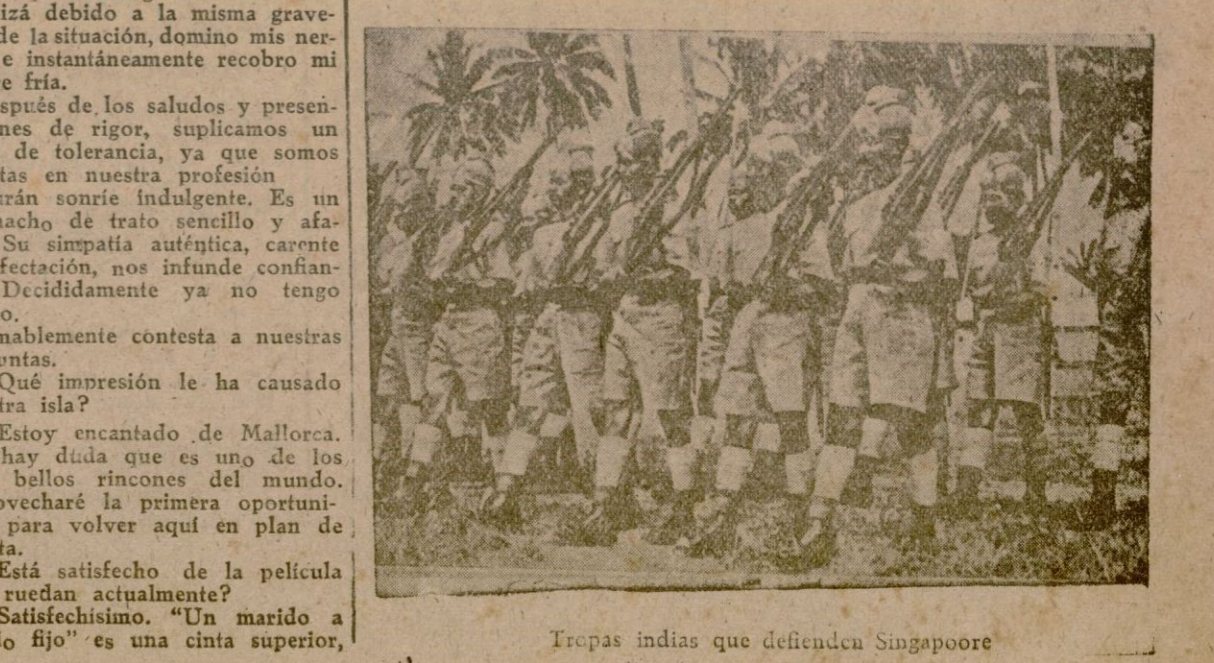 izá debido a la misma grave-
de la situación, domino mis ner-
e instantáneamente recobro mi
e fría.
spués de los saludos y presen-
nes de rigor, suplicamos un
de tolerancia, ya que somos
tas en nuestra profesión
rán sonríe indulgente. Es un
acho de trato sencillo y afa-
Su simpatía auténtica, carente
fectación, nos infunde confian-
Decididamente ya no tengo
o.
mablemente contesta a nuestras
untas.
Qué impresión le ha causado
tra isla?
Estoy encantado de Mallorca.
hay duda que es uno de los
bellos rincones del mundo.
ovecharé la primera oportuni-
para volver aquí en plan de
ta.
Está satisfecho de la película
ruedan actualmente?
Satisfechísimo. “Un marido a
o fijo” es una cinta superior,
Tropas indias que defienden Singapoore